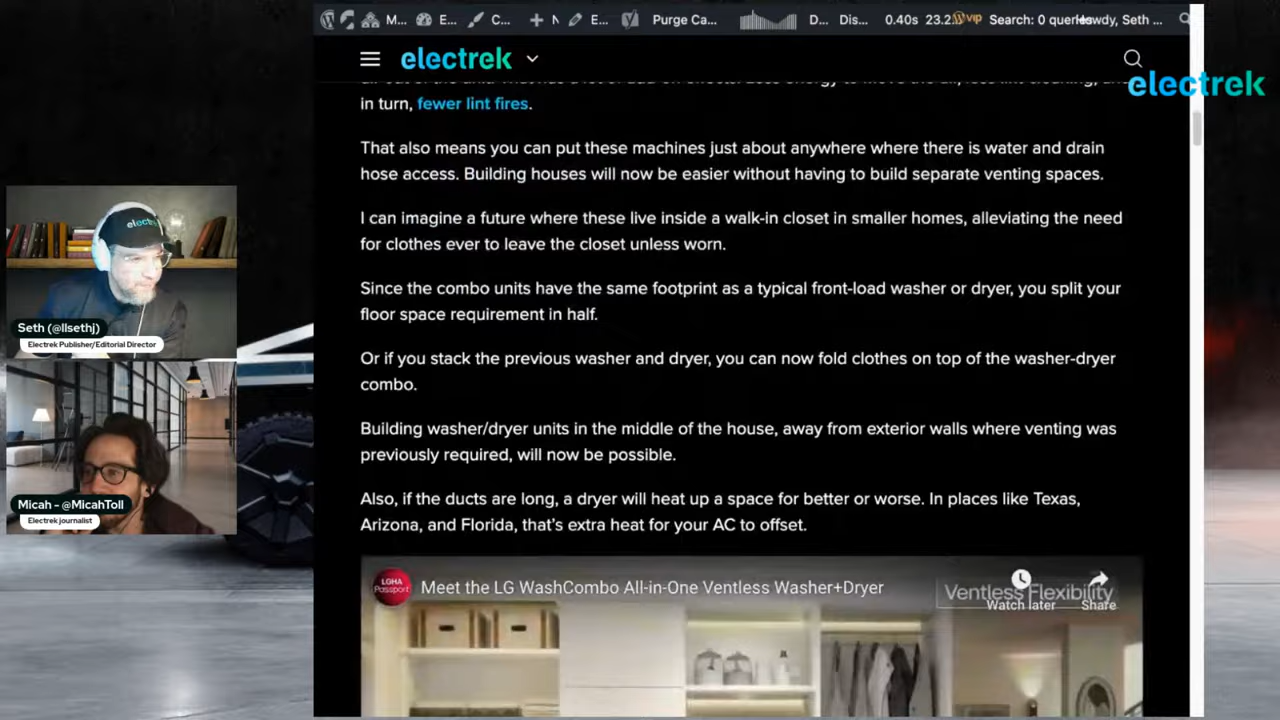 M...
E...
C...
N
E...
Purge Ca...
D...
Dis...
0.40s
23.2
vip
Search: 0 queries
Howdy, Seth ...
electrek
electrek
in turn, fewer lint fires.
That also means you can put these machines just about anywhere where there is water and drain
hose access. Building houses will now be easier without having to build separate venting spaces.
I can imagine a future where these live inside a walk-in closet in smaller homes, alleviating the need
for clothes ever to leave the closet unless worn.
Since the combo units have the same footprint as a typical front-load washer or dryer, you split your
floor space requirement in half.
Or if you stack the previous washer and dryer, you can now fold clothes on top of the washer-dryer
combo.
Building washer/dryer units in the middle of the house, away from exterior walls where venting was
previously required, will now be possible.
Also, if the ducts are long, a dryer will heat up a space for better or worse. In places like Texas,
Arizona, and Florida, that's extra heat for your AC to offset.
LGHA
Passport
Meet the LG WashCombo All-in-One Ventless Washer+Dryer
Ventless Flexibility
Watch later
Share
electrek
Seth (@llsethj)
Electrek Publisher/Editorial Director
Micah - @MicahToll
Electrek journalist